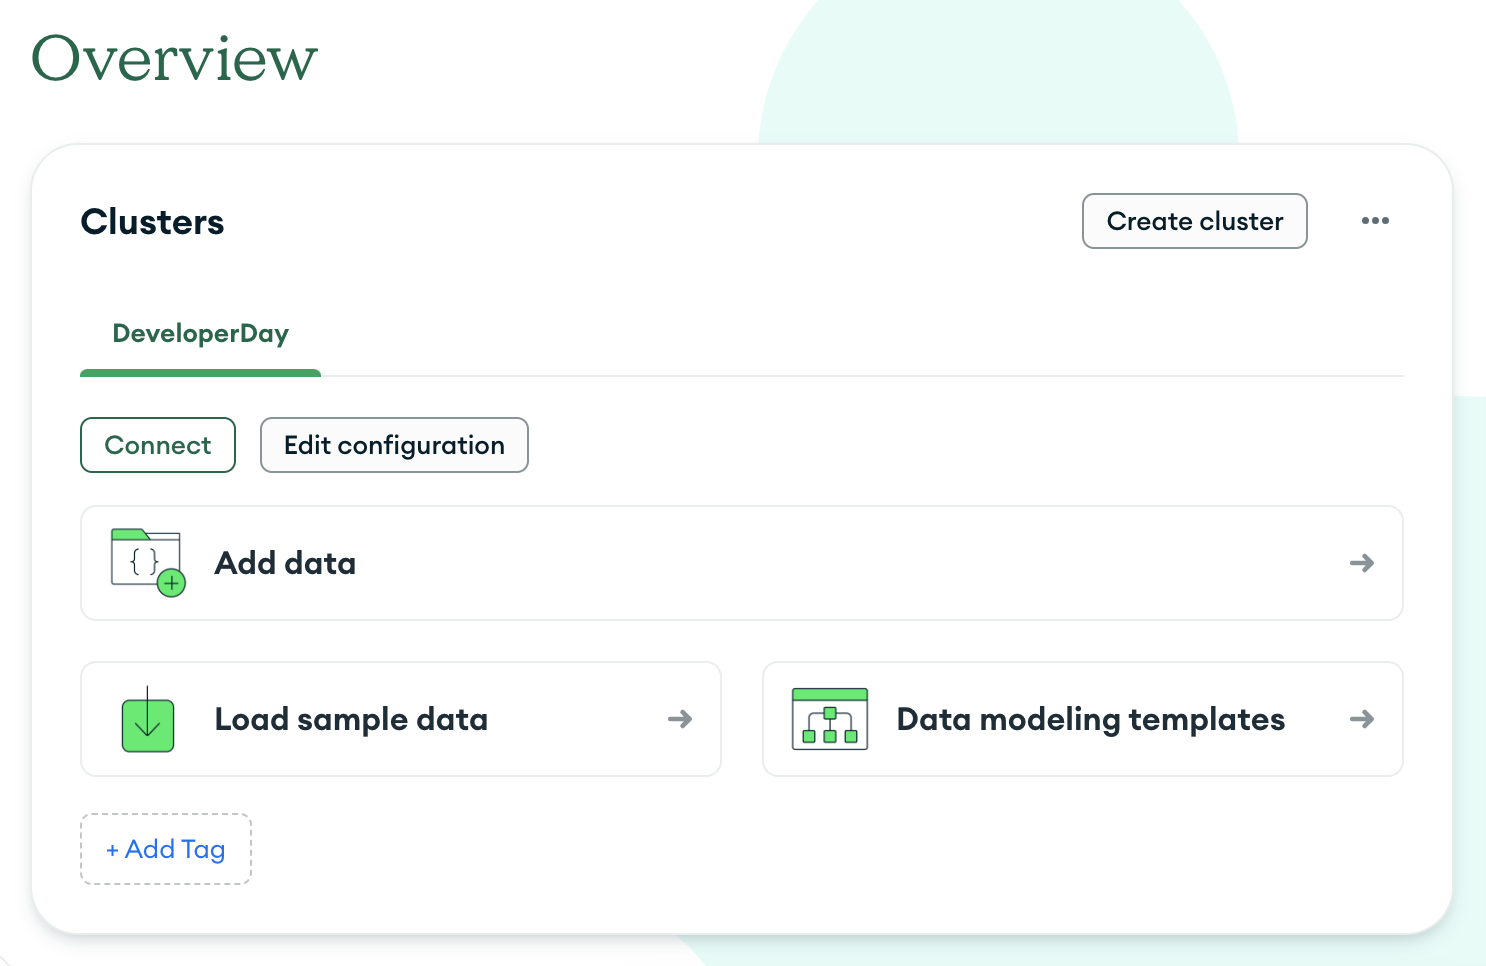 Overview
Clusters
Create cluster
DeveloperDay
Connect
Edit configuration
{ }
Add data
Load sample data
Data modeling templates
+ Add Tag